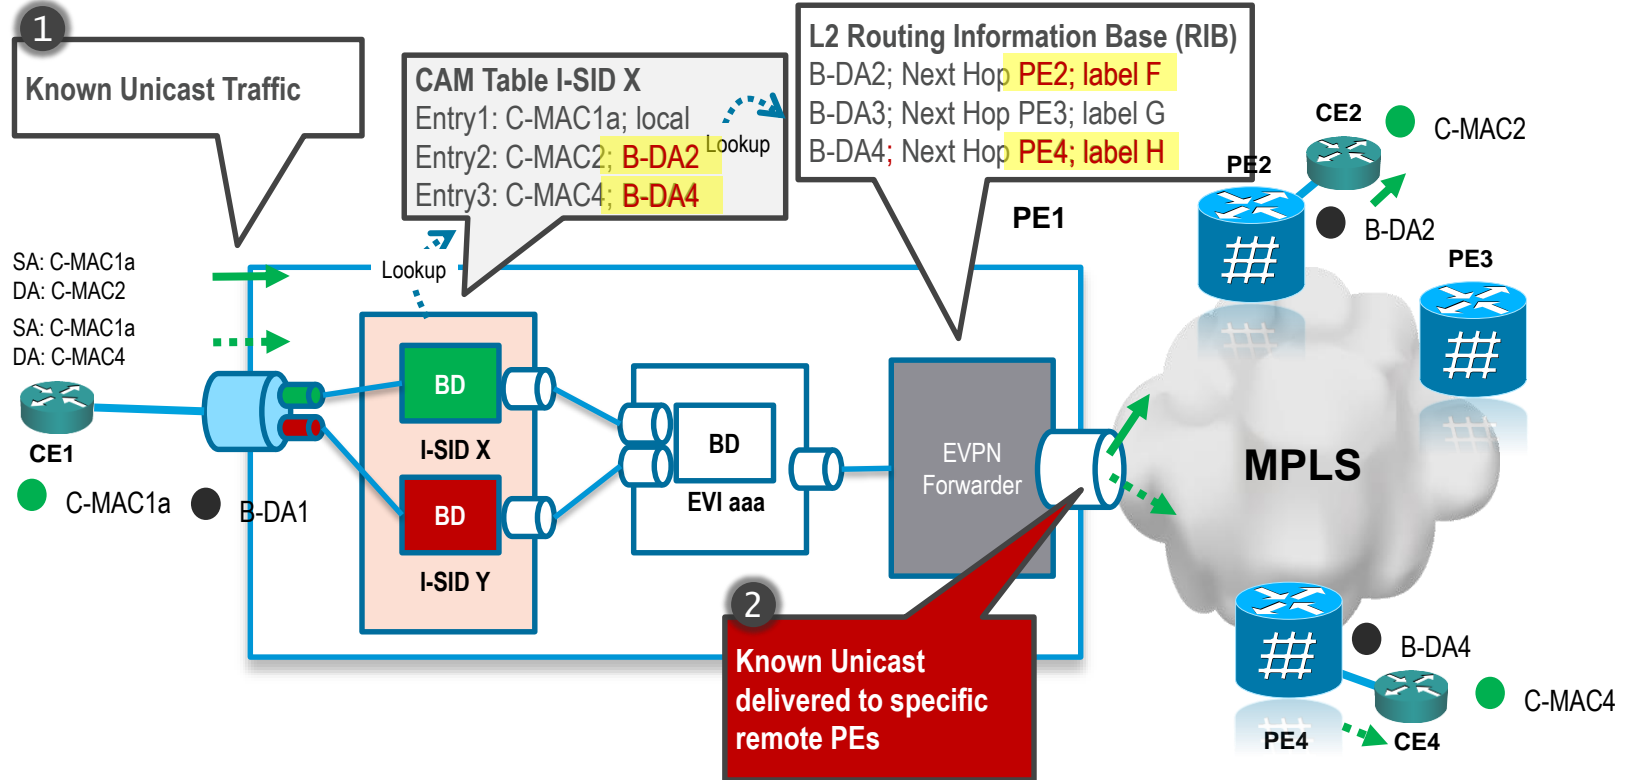 1
Known Unicast Traffic
CAM Table I-SID X
Entry1: C-MAC1a; local
Entry2: C-MAC2; B-DA2
Entry3: C-MAC4; B-DA4
Lookup
L2 Routing Information Base (RIB)
B-DA2; Next Hop PE2; label F
B-DA3; Next Hop PE3; label G
B-DA4; Next Hop PE4; label H
PE1
CE2
C-MAC2
PE2
B-DA2
PE3
SA: C-MAC1a
DA: C-MAC2
SA: C-MAC1a
DA: C-MAC4
Lookup
BD
I-SID X
BD
I-SID Y
BD
EVI aaa
EVPN
Forwarder
MPLS
CE1
C-MAC1a
B-DA1
2
Known Unicast
delivered to specific
remote PEs
B-DA4
C-MAC4
PE4
CE4